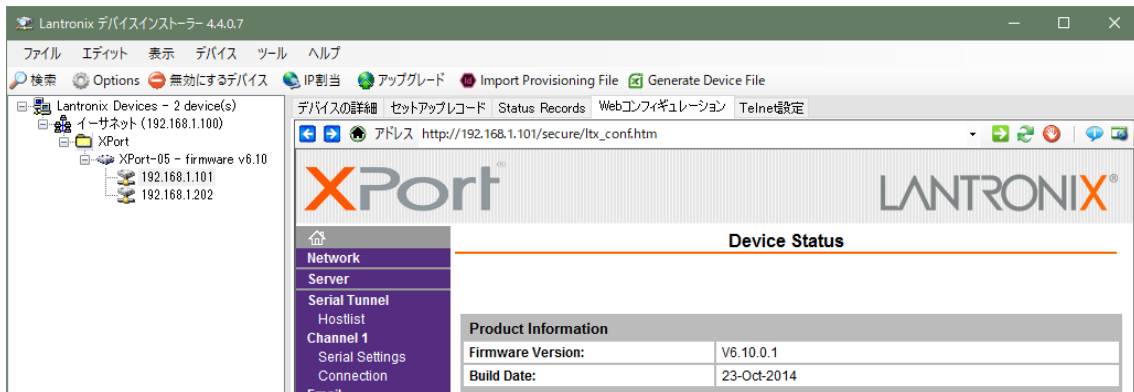 Lantronix デバイスインストーラー 4.4.0.7
ファイル エディット 表示 デバイス ツール ヘルプ
検索 Options 無効にするデバイス IP割当 アップグレード Import Provisioning File Generate Device File
Lantronix Devices - 2 device(s)
イーサネット (192.168.1.100)
XPort
XPort-05 - firmware v6.10
192.168.1.101
192.168.1.202
デバイスの詳細 セットアップレコード Status Records Webコンフィギュレーション Telnet設定
アドレス http://192.168.1.101/secure/ltx_conf.htm
XPort® LANTRONIX®
Network
Server
Serial Tunnel
Hostlist
Channel 1
Serial Settings
Connection
Email
Device Status
Product Information
Firmware Version: V6.10.0.1
Build Date: 23-Oct-2014